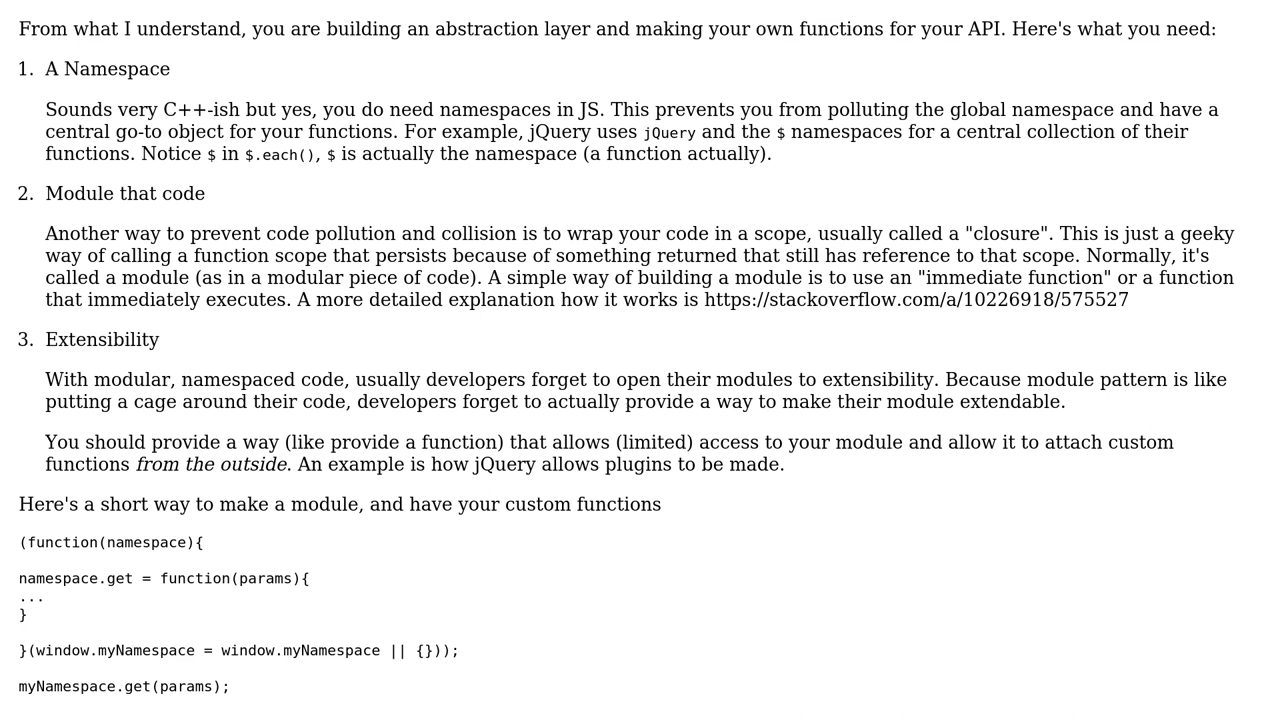 From what I understand, you are building an abstraction layer and making your own functions for your API. Here's what you need:
1. A Namespace
Sounds very C++-ish but yes, you do need namespaces in JS. This prevents you from polluting the global namespace and have a
central go-to object for your functions. For example, jQuery uses jQuery and the $ namespaces for a central collection of their
functions. Notice $ in $.each(), $ is actually the namespace (a function actually).
2. Module that code
Another way to prevent code pollution and collision is to wrap your code in a scope, usually called a "closure". This is just a geeky
way of calling a function scope that persists because of something returned that still has reference to that scope. Normally, it's
called a module (as in a modular piece of code). A simple way of building a module is to use an "immediate function" or a function
that immediately executes. A more detailed explanation how it works is https://stackoverflow.com/a/10226918/575527
3. Extensibility
With modular, namespaced code, usually developers forget to open their modules to extensibility. Because module pattern is like
putting a cage around their code, developers forget to actually provide a way to make their module extendable.
You should provide a way (like provide a function) that allows (limited) access to your module and allow it to attach custom
functions from the outside. An example is how jQuery allows plugins to be made.
Here's a short way to make a module, and have your custom functions
(function(namespace){
namespace.get = function(params){
...
}
}(window.myNamespace = window.myNamespace || {}));
myNamespace.get(params);